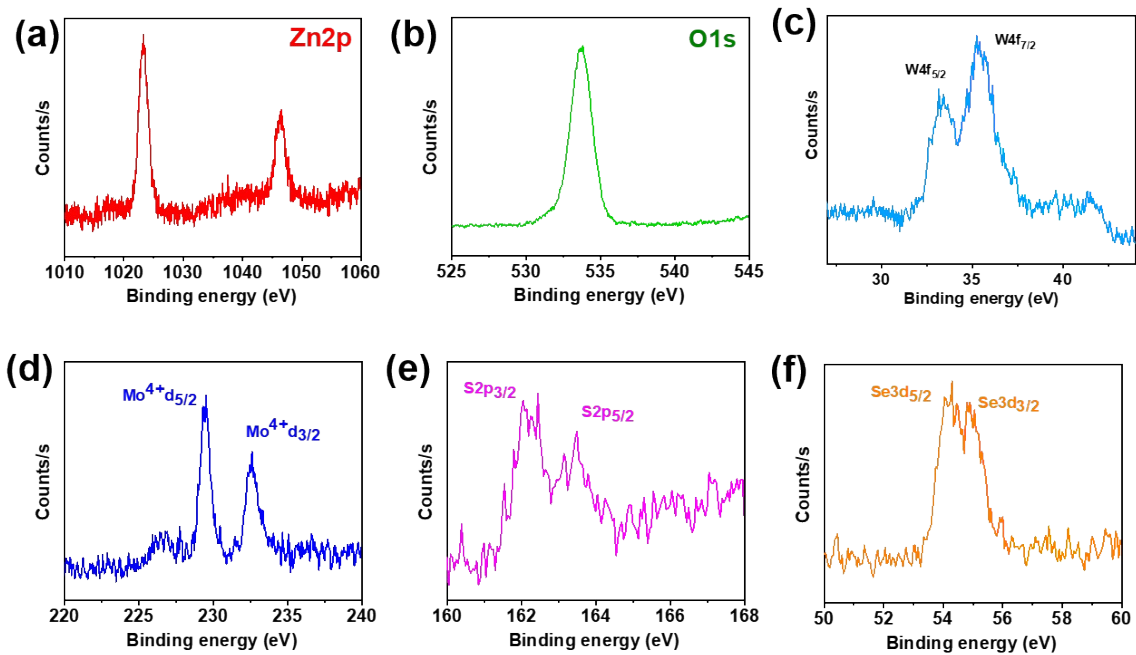 (a)
Zn2p
Counts/s
1010 1020 1030 1040 1050 1060
Binding energy (eV)
(b)
O1s
Counts/s
525 530 535 540 545
Binding energy (eV)
(c)
W4f5/2
W4f7/2
Counts/s
30 35 40
Binding energy (eV)
(d)
Mo4+d5/2
Mo4+d3/2
Counts/s
220 225 230 235 240
Binding energy (eV)
(e)
S2p3/2
S2p5/2
Counts/s
160 162 164 166 168
Binding energy (eV)
(f)
Se3d5/2
Se3d3/2
Counts/s
50 52 54 56 58 60
Binding energy (eV)